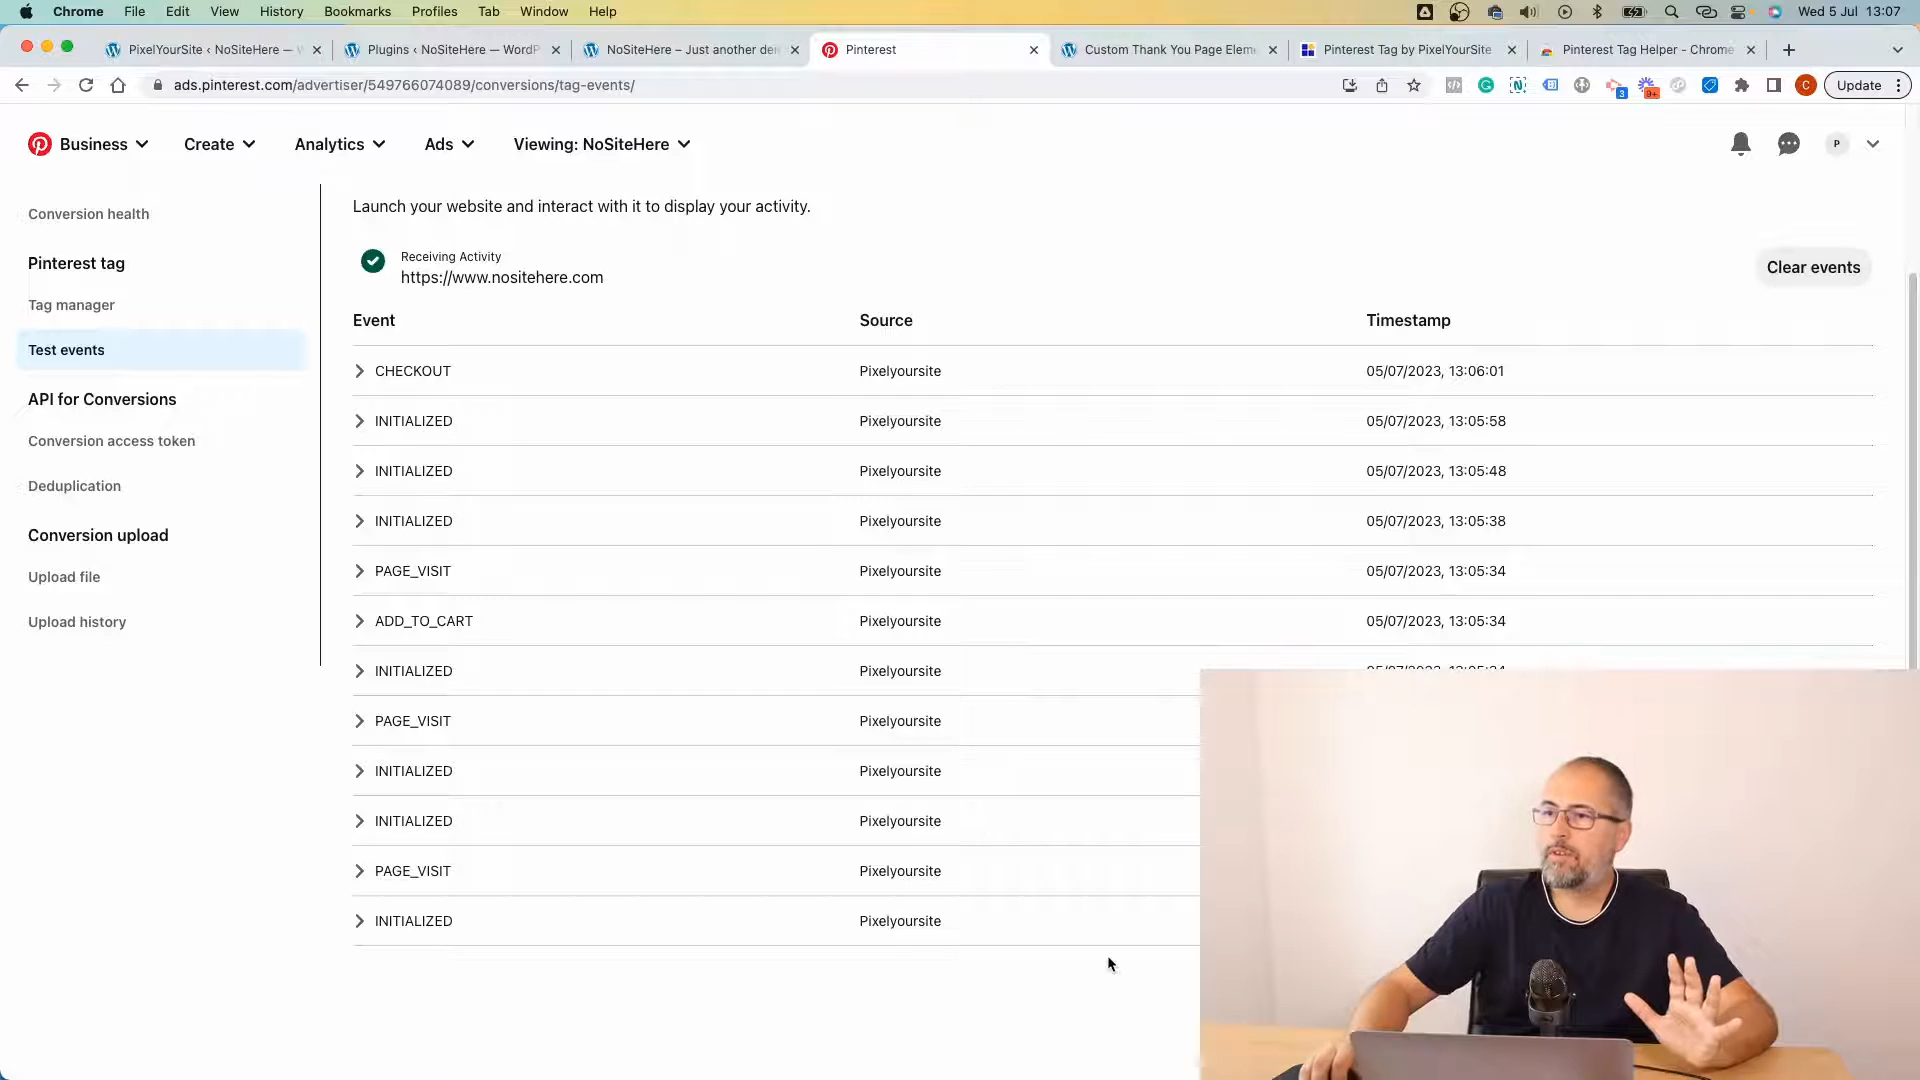 Chrome File Edit View History Bookmarks Profiles Tab Window Help Wed 5 Jul 13:07
PixelYourSite ‹ NoSiteHere — Plugins ‹ NoSiteHere — WordP NoSiteHere – Just another Pinterest Custom Thank You Page Elem Pinterest Tag by PixelYourSite Pinterest Tag Helper - Chrome
ads.pinterest.com/advertiser/549766074089/conversions/tag-events/ 3 9+ C Update
Business Create Analytics Ads Viewing: NoSiteHere P
Conversion health
Pinterest tag
Tag manager
Test events
API for Conversions
Conversion access token
Deduplication
Conversion upload
Upload file
Upload history
Launch your website and interact with it to display your activity.
Receiving Activity
https://www.nositehere.com
Clear events
Event Source Timestamp
CHECKOUT Pixelyoursite 05/07/2023, 13:06:01
INITIALIZED Pixelyoursite 05/07/2023, 13:05:58
INITIALIZED Pixelyoursite 05/07/2023, 13:05:48
INITIALIZED Pixelyoursite 05/07/2023, 13:05:38
PAGE_VISIT Pixelyoursite 05/07/2023, 13:05:34
ADD_TO_CART Pixelyoursite 05/07/2023, 13:05:34
INITIALIZED Pixelyoursite
PAGE_VISIT Pixelyoursite
INITIALIZED Pixelyoursite
INITIALIZED Pixelyoursite
PAGE_VISIT Pixelyoursite
INITIALIZED Pixelyoursite